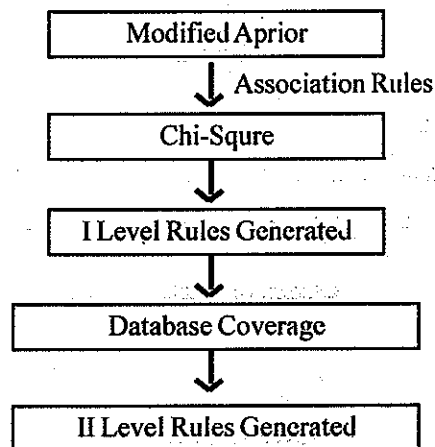 Modified Aprior
Association Rules
Chi-Squre
I Level Rules Generated
Database Coverage
II Level Rules Generated